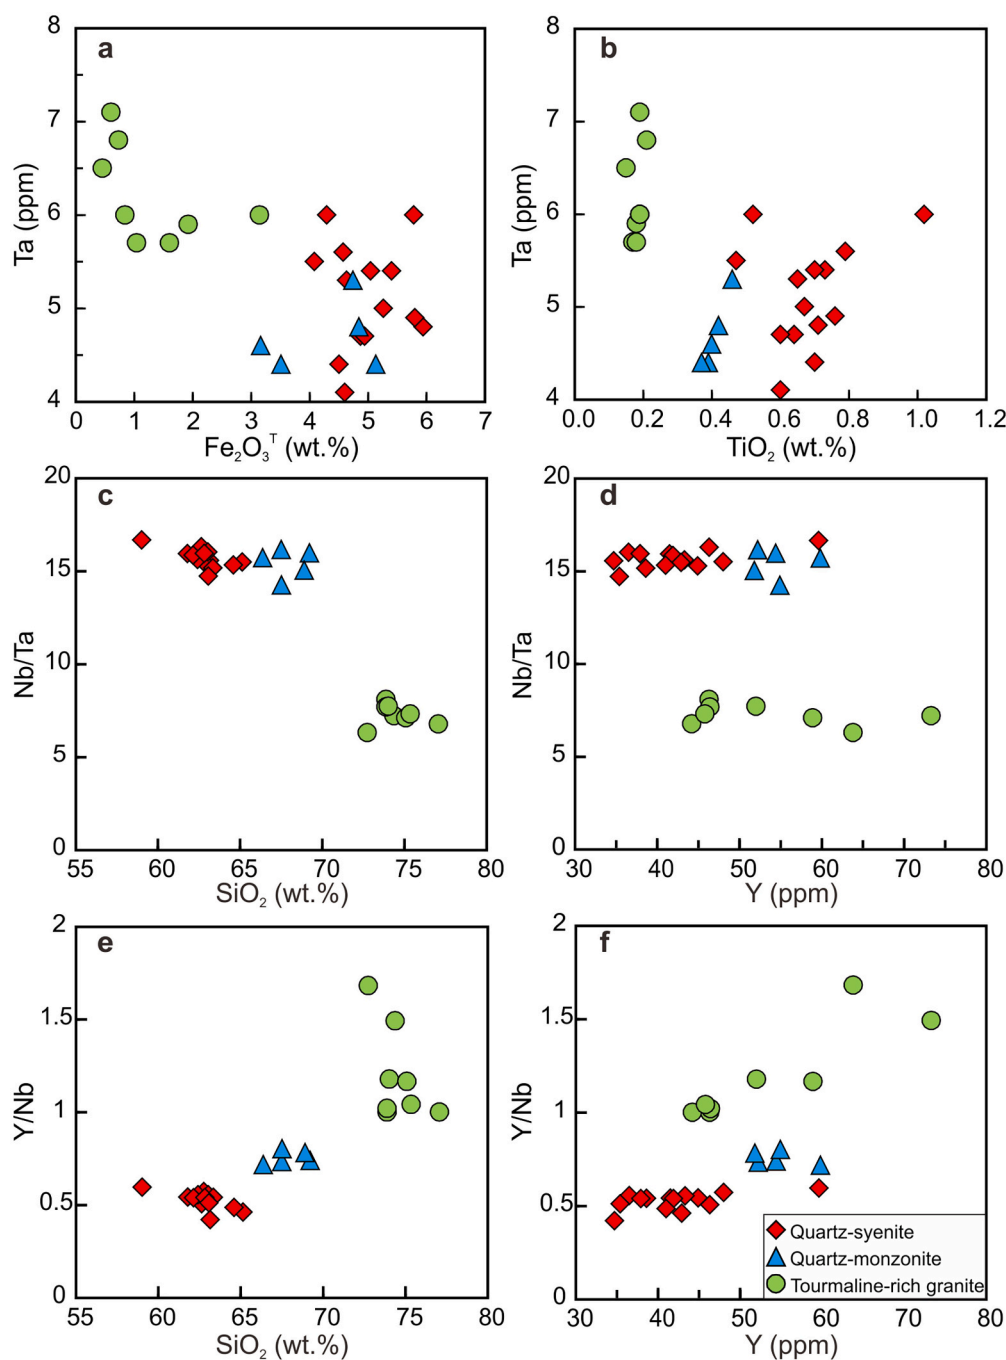 a
8
7
6
5
4
Ta (ppm)
0 1 2 3 4 5 6 7
Fe₂O₃ᵀ (wt.%)
b
8
7
6
5
4
Ta (ppm)
0.0 0.2 0.4 0.6 0.8 1.0 1.2
TiO₂ (wt.%)
c
20
15
10
5
0
Nb/Ta
55 60 65 70 75 80
SiO₂ (wt.%)
d
20
15
10
5
0
Nb/Ta
30 40 50 60 70 80
Y (ppm)
e
2
1.5
1
0.5
0
Y/Nb
55 60 65 70 75 80
SiO₂ (wt.%)
f
2
1.5
1
0.5
0
Y/Nb
30 40 50 60 70 80
Y (ppm)
Quartz-syenite
Quartz-monzonite
Tourmaline-rich granite